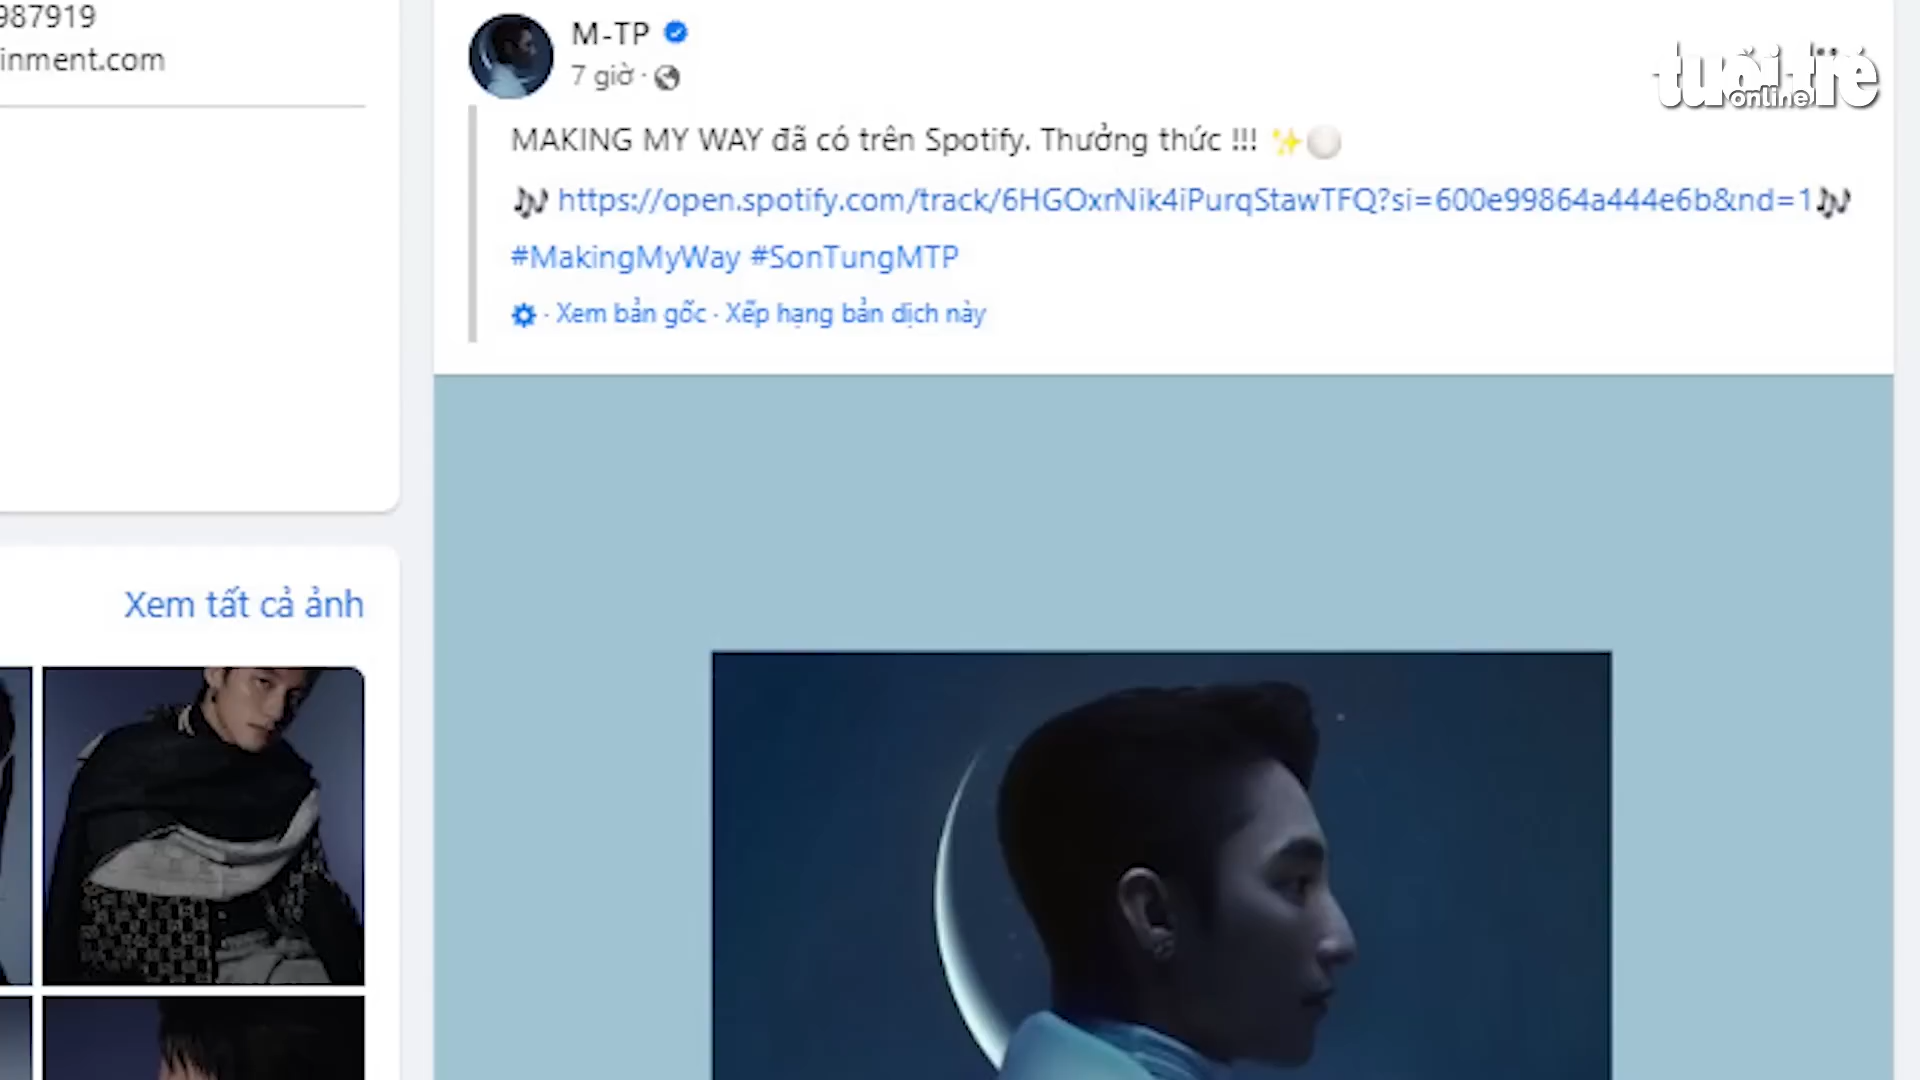 987919
inment.com
M-TP
7 giờ ·
MAKING MY WAY đã có trên Spotify. Thưởng thức !!! ✨⚪
🎶 https://open.spotify.com/track/6HGOxrNik4iPurqStawTFQ?si=600e99864a444e6b&nd=1🎶
#MakingMyWay #SonTungMTP
· Xem bản gốc · Xếp hạng bản dịch này
Xem tất cả ảnh
tuổi trẻ
online